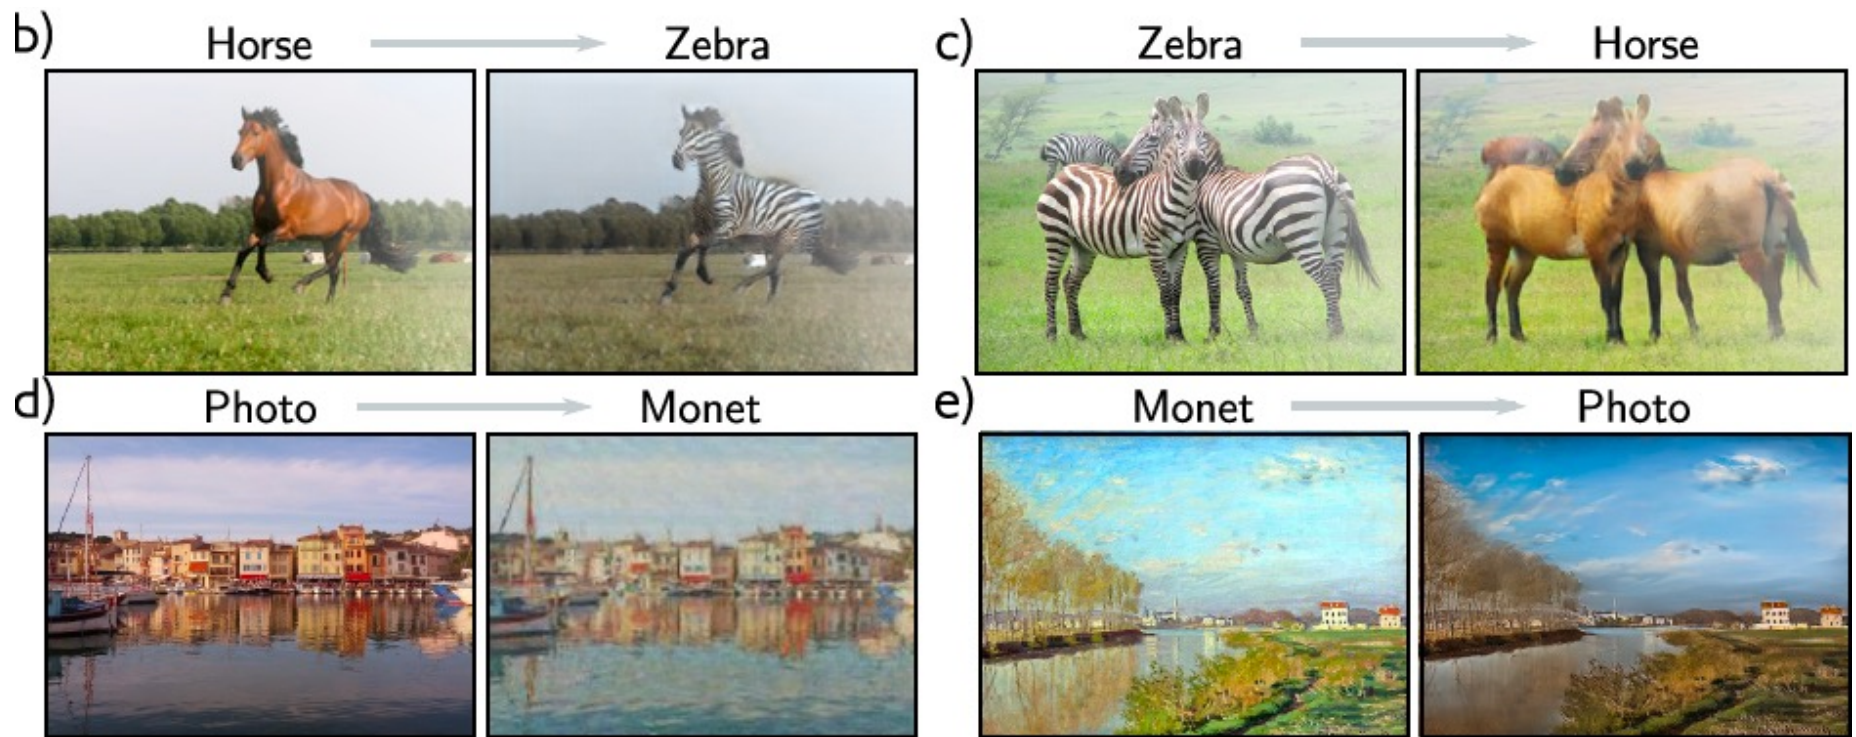 b) Horse Zebra
c) Zebra Horse
d) Photo Monet
e) Monet Photo